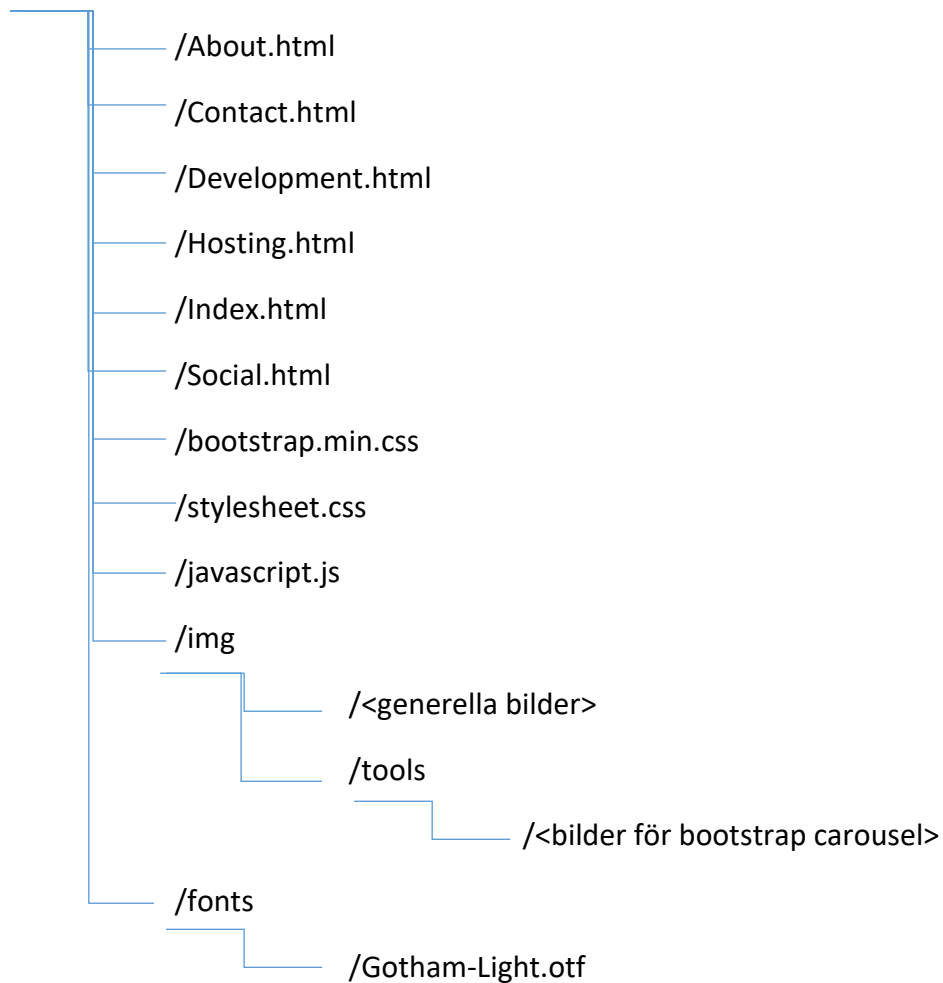 /About.html
/Contact.html
/Development.html
/Hosting.html
/Index.html
/Social.html
/bootstrap.min.css
/stylesheet.css
/javascript.js
/img
/<generella bilder>
/tools
/<bilder för bootstrap carousel>
/fonts
/Gotham-Light.otf